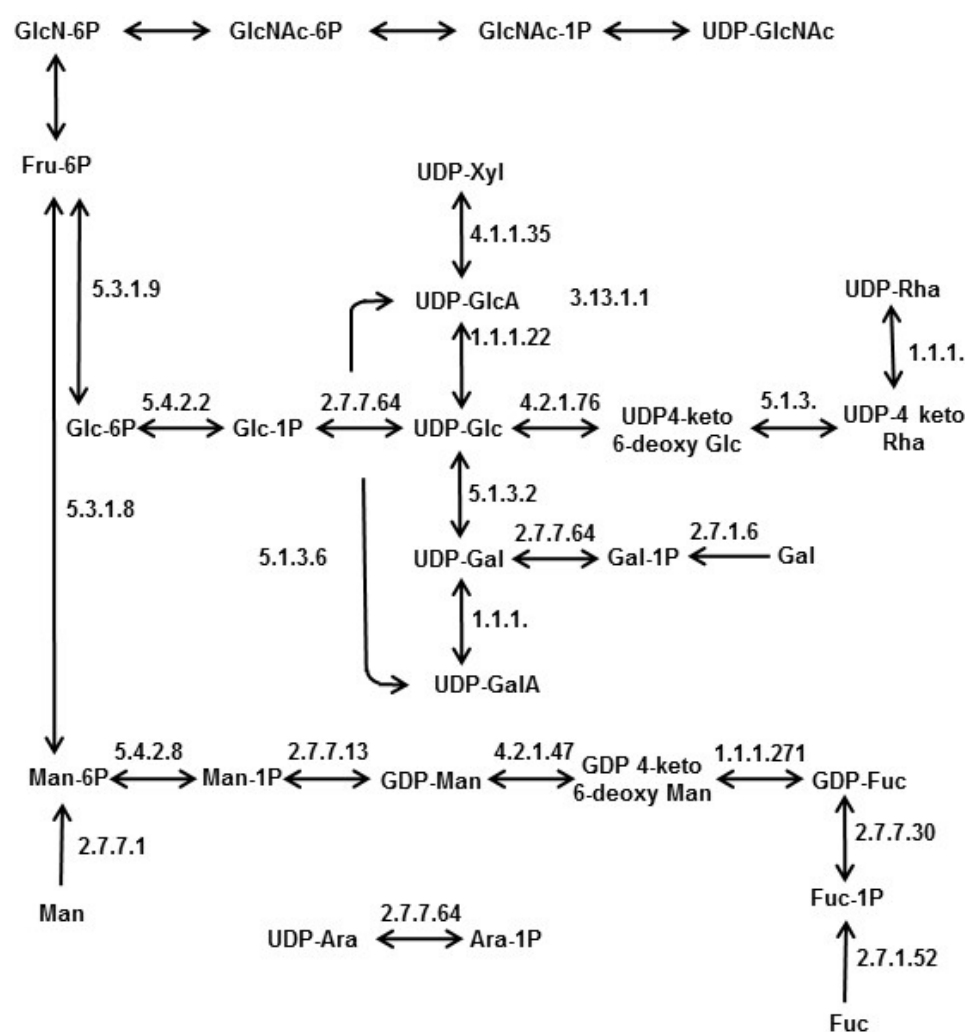 GlcN-6P GlcNAc-6P GlcNAc-1P UDP-GlcNAc
Fru-6P
UDP-Xyl
4.1.1.35
5.3.1.9
UDP-GlcA 3.13.1.1 UDP-Rha
1.1.1.22 1.1.1.
5.4.2.2 2.7.7.64 4.2.1.76 5.1.3.
Glc-6P Glc-1P UDP-Glc UDP4-keto UDP-4 keto
6-deoxy Glc Rha
5.3.1.8 5.1.3.2
2.7.7.64 2.7.1.6
5.1.3.6 UDP-Gal Gal-1P Gal
1.1.1.
UDP-GalA
5.4.2.8 2.7.7.13 4.2.1.47 1.1.1.271
Man-6P Man-1P GDP-Man GDP 4-keto GDP-Fuc
6-deoxy Man
2.7.7.1 2.7.7.30
Man Fuc-1P
2.7.7.64
UDP-Ara Ara-1P
2.7.1.52
Fuc